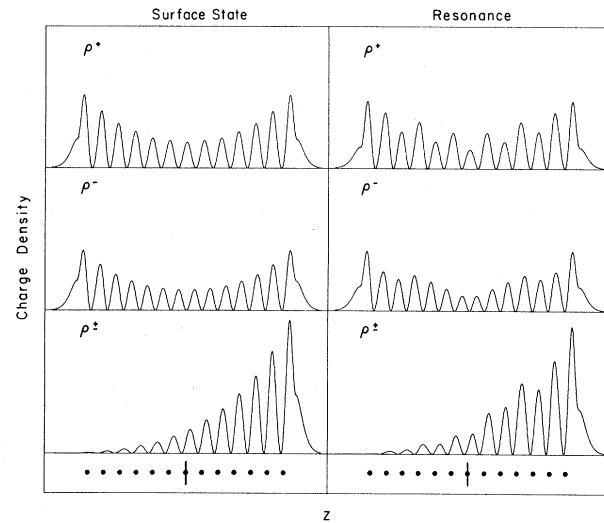 Surface State
Resonance
ρ+
ρ+
ρ-
ρ-
ρ±
ρ±
Charge Density
Z